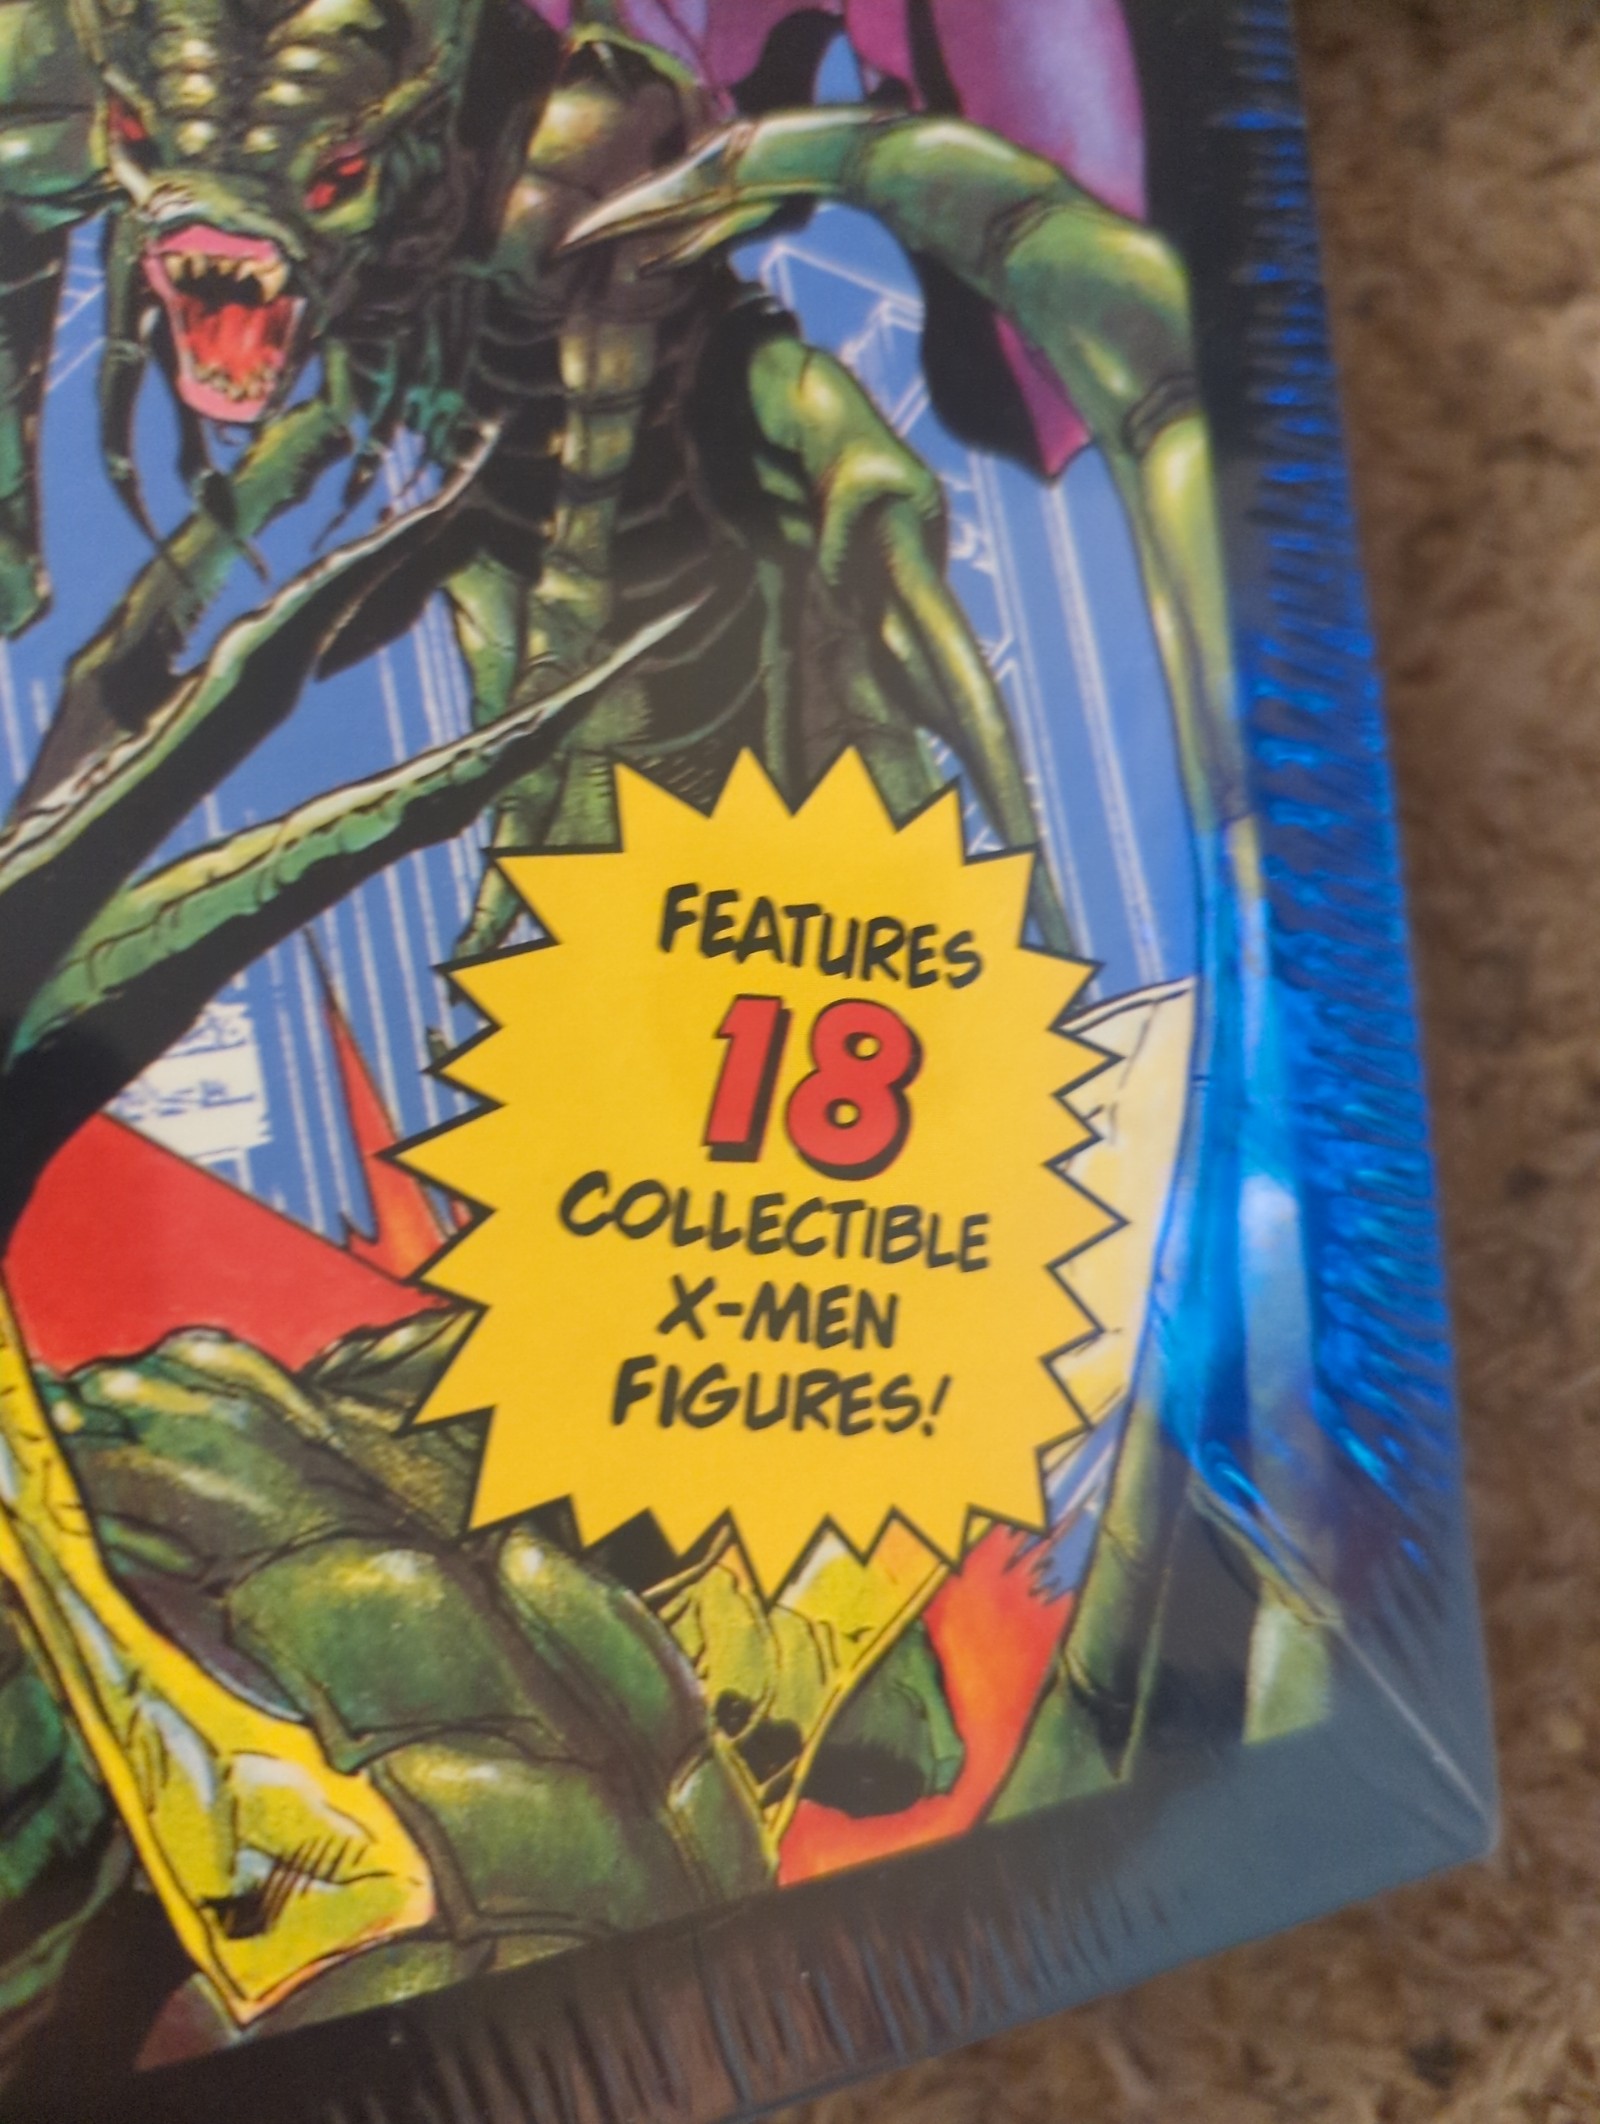 FEATURES
18
COLLECTIBLE
X-MEN
FIGURES!